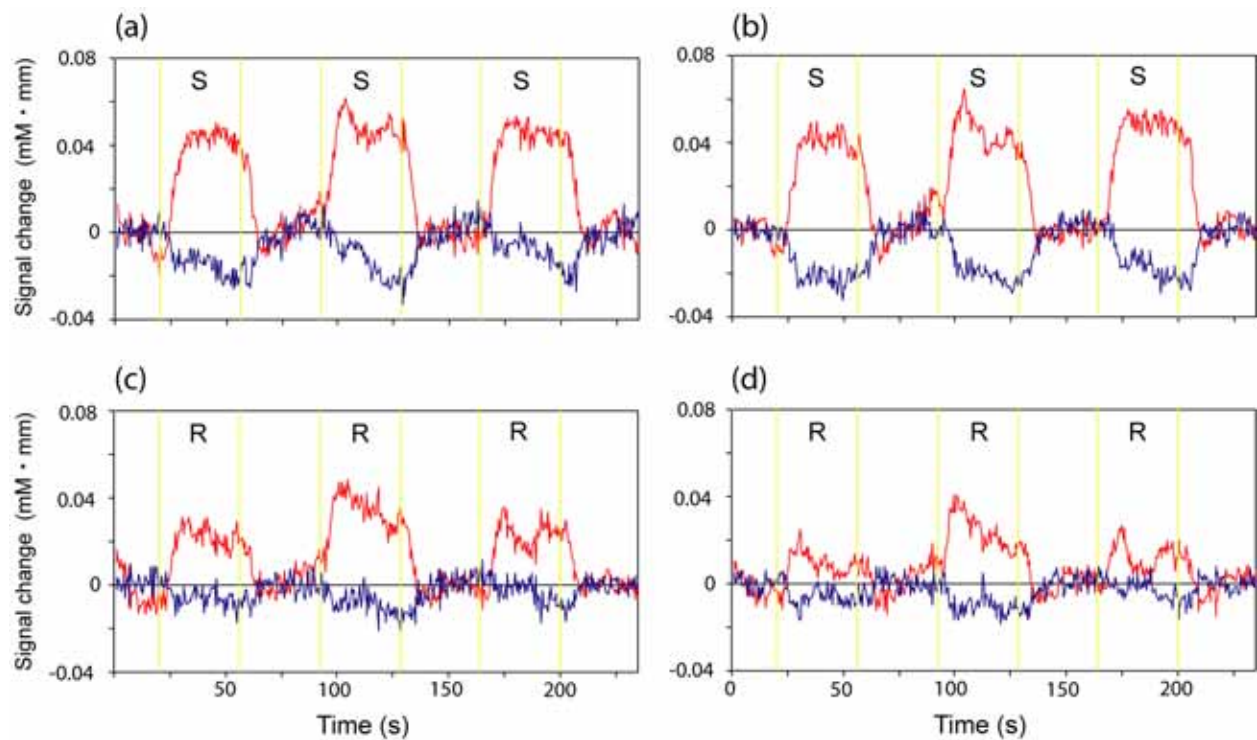 (a)
(b)
Signal change (mM・mm)
0.08
0.04
0
-0.04
S S S
0.08
0.04
0
-0.04
S S S
(c)
(d)
Signal change (mM・mm)
0.08
0.04
0
-0.04
R R R
50 100 150 200
Time (s)
0.08
0.04
0
-0.04
R R R
0 50 100 150 200
Time (s)